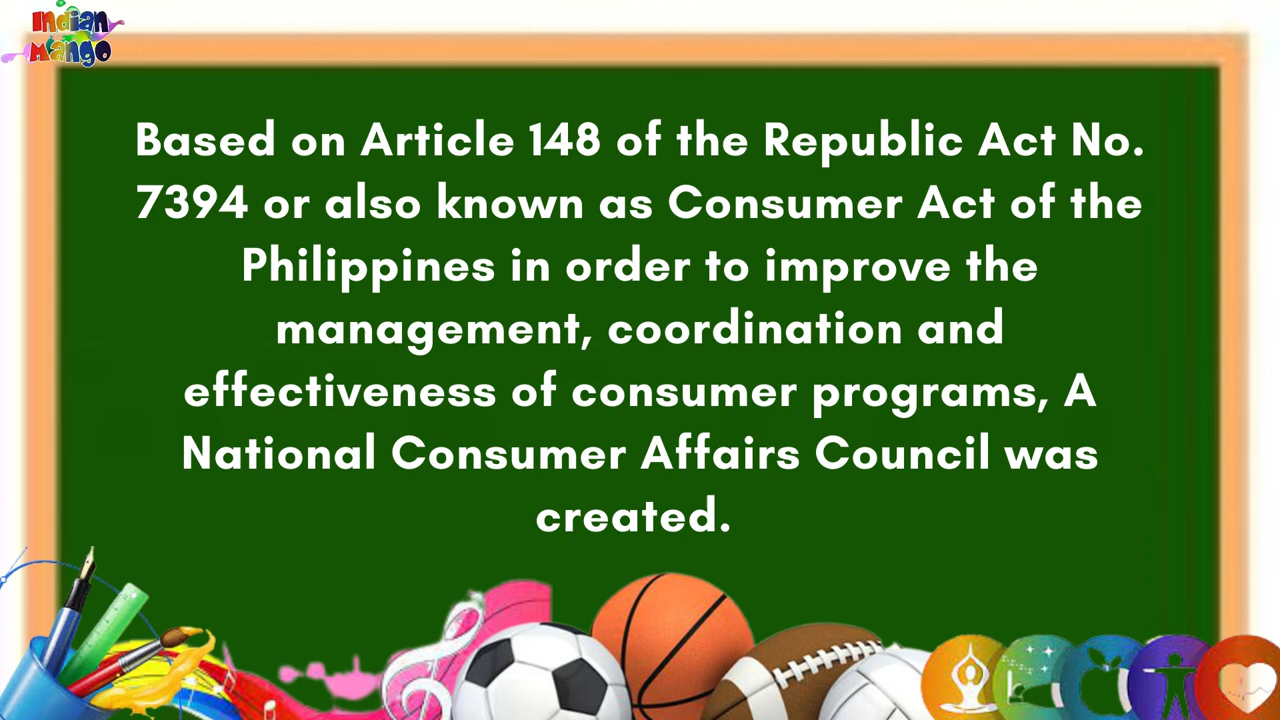 Indian
Mango
Based on Article 148 of the Republic Act No.
7394 or also known as Consumer Act of the
Philippines in order to improve the
management, coordination and
effectiveness of consumer programs, A
National Consumer Affairs Council was
created.